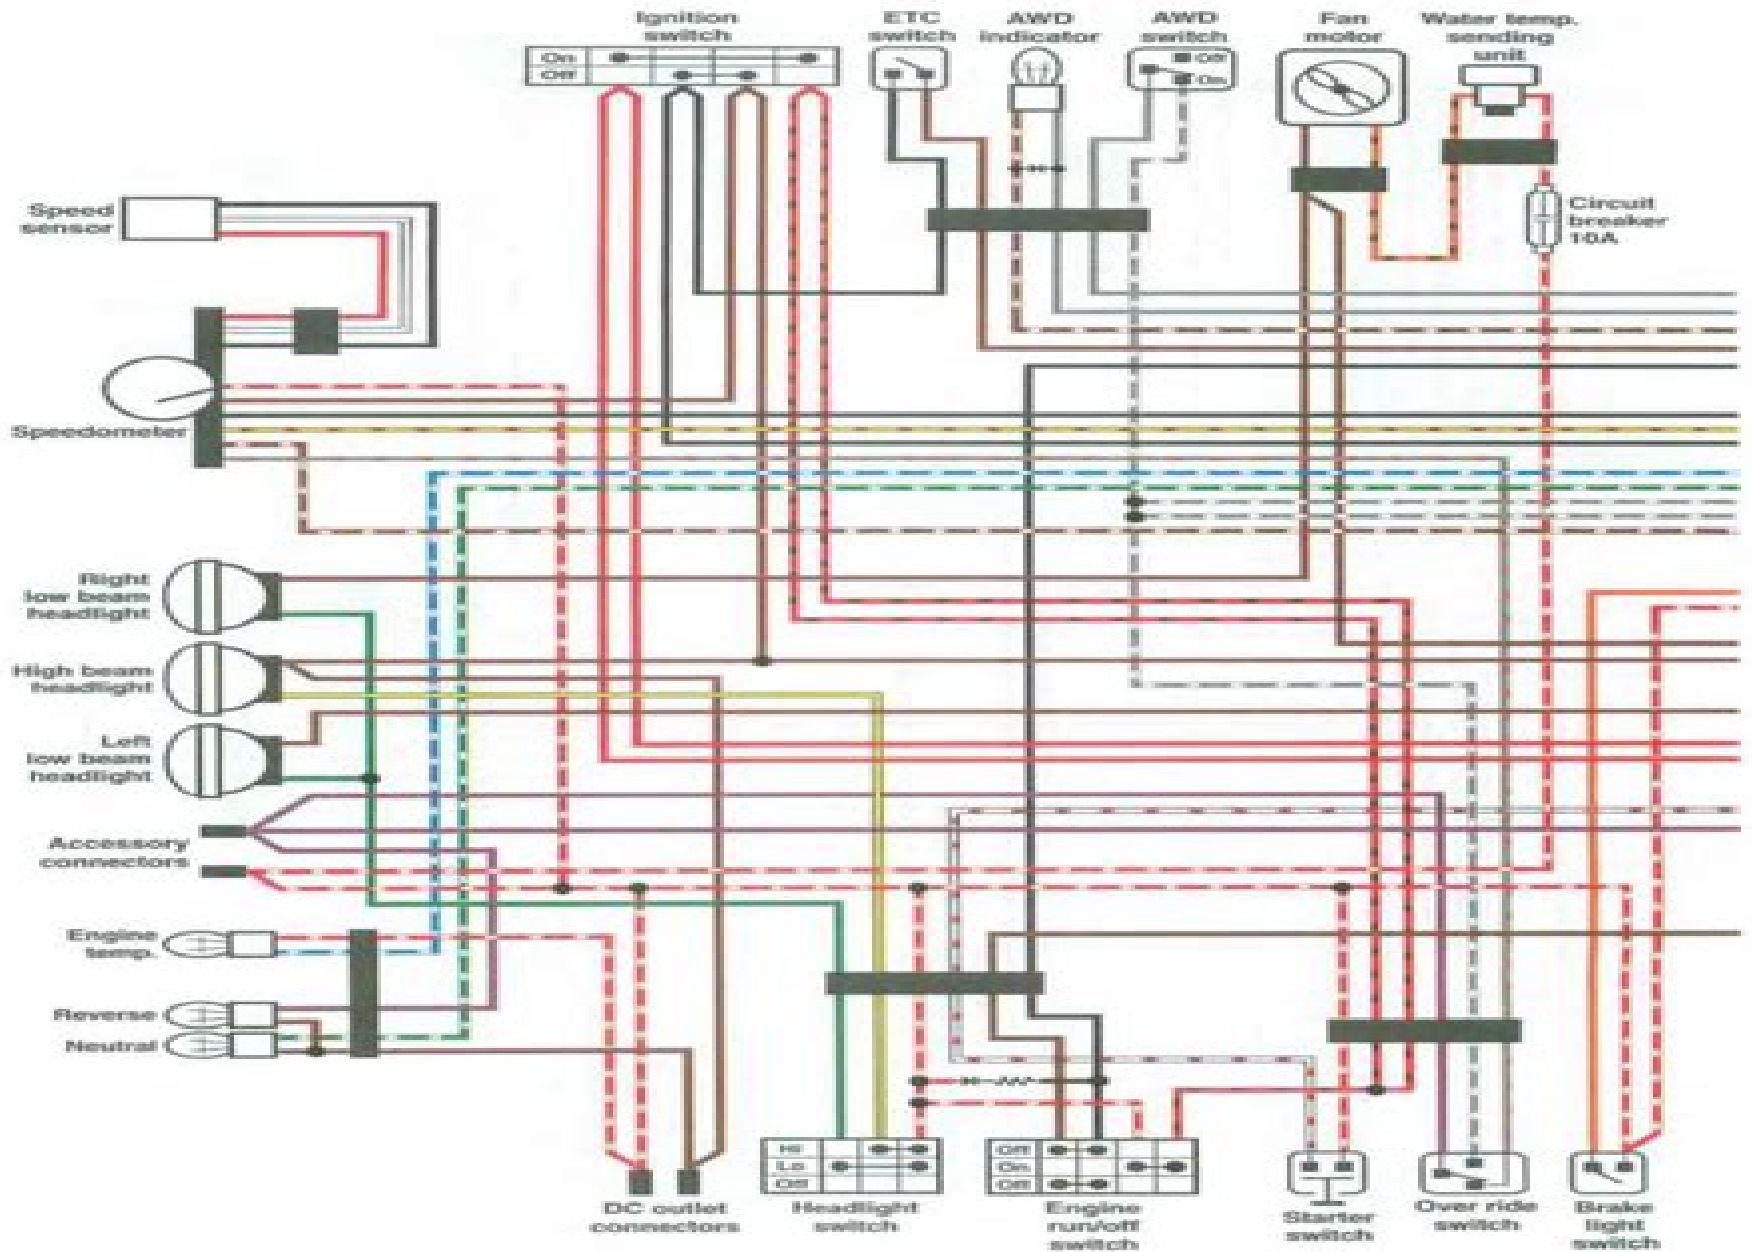 Ignition
switch
ETC
switch
AWD
indicator
AWD
switch
Fan
motor
Water temp.
sending
unit
On
Off
Off
On
Speed
sensor
Circuit
breaker
10A
Speedometer
Right
low beam
headlight
High beam
headlight
Left
low beam
headlight
Accessory
connectors
Engine
temp.
Reverse
Neutral
Hi
Lo
Off
Off
On
Off
DC outlet
connectors
Headlight
switch
Engine
run/off
switch
Starter
switch
Over ride
switch
Brake
light
switch